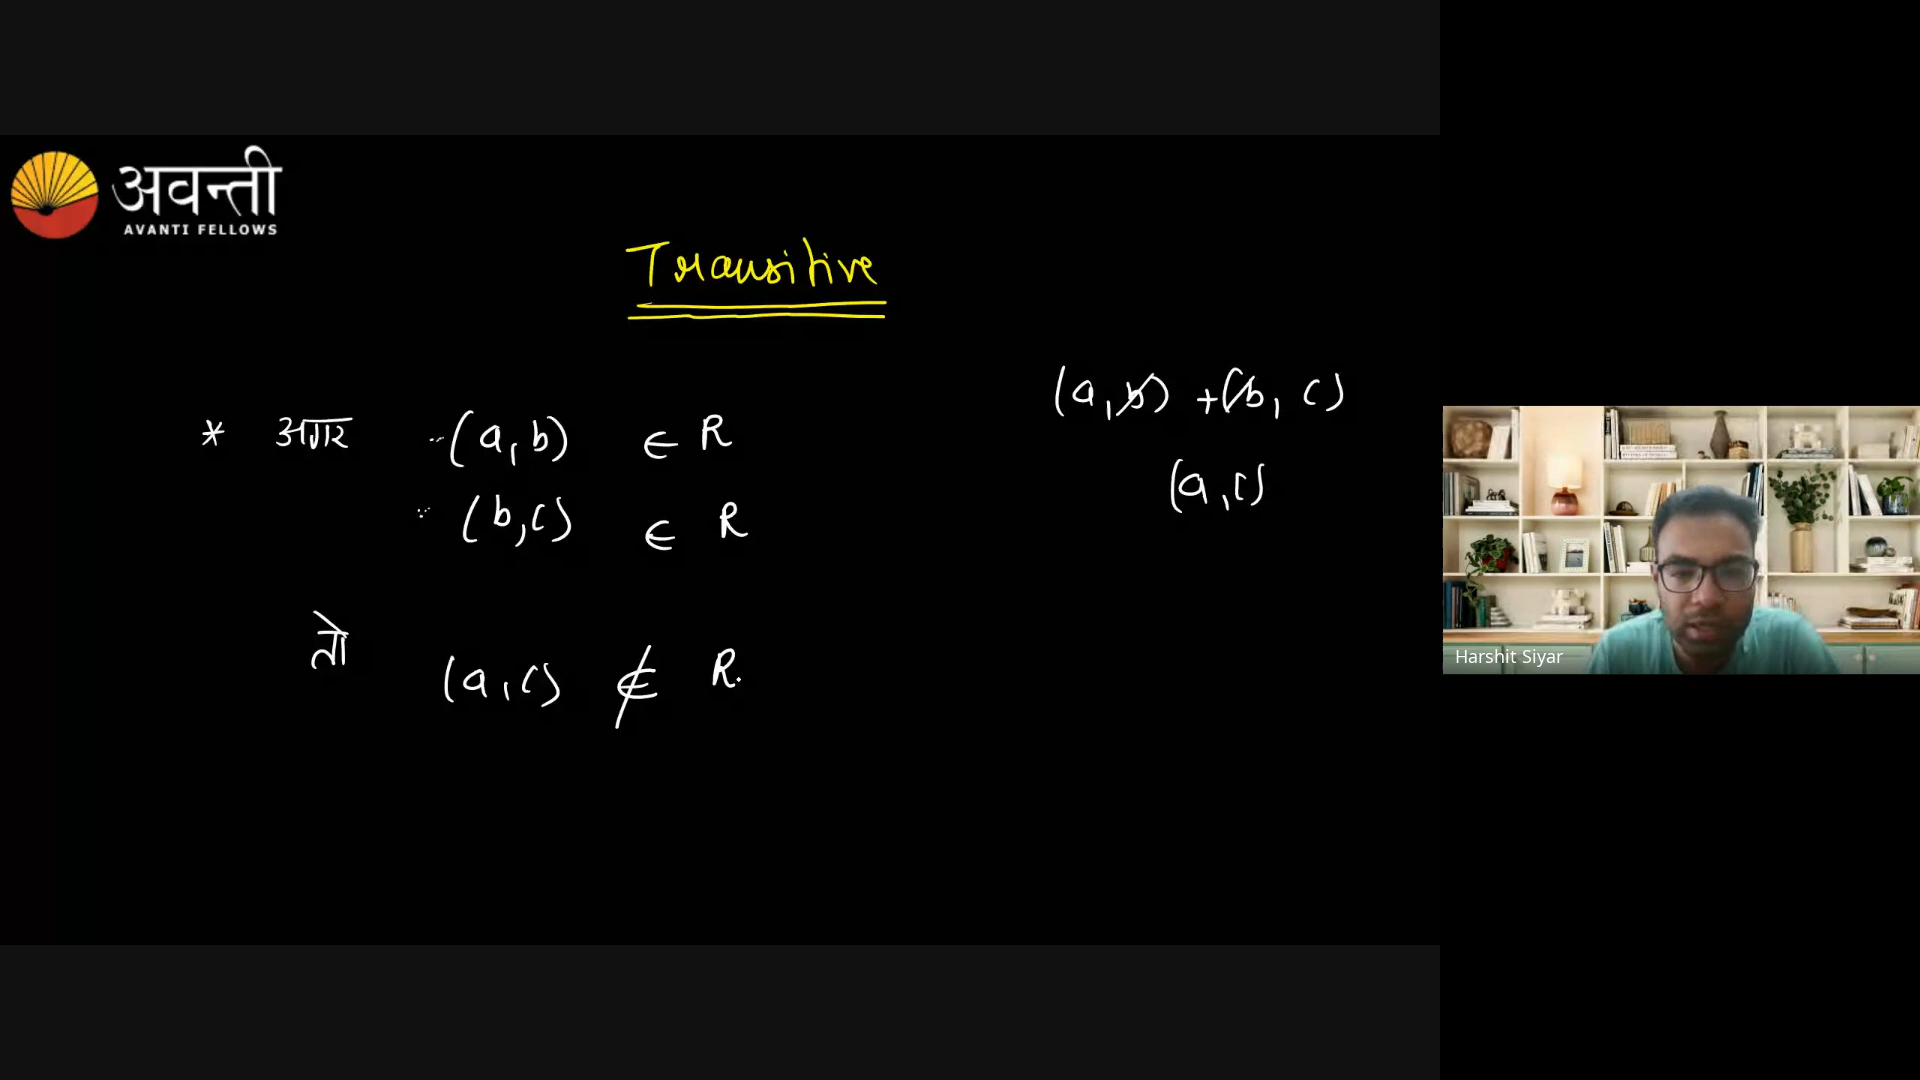 अवन्ती
AVANTI FELLOWS
Transitive
(a, b) + (b, c)
* अगर (a, b) ∈ R
(a, c)
(b, c) ∈ R
तो (a, c) ∉ R.
Harshit Siyar